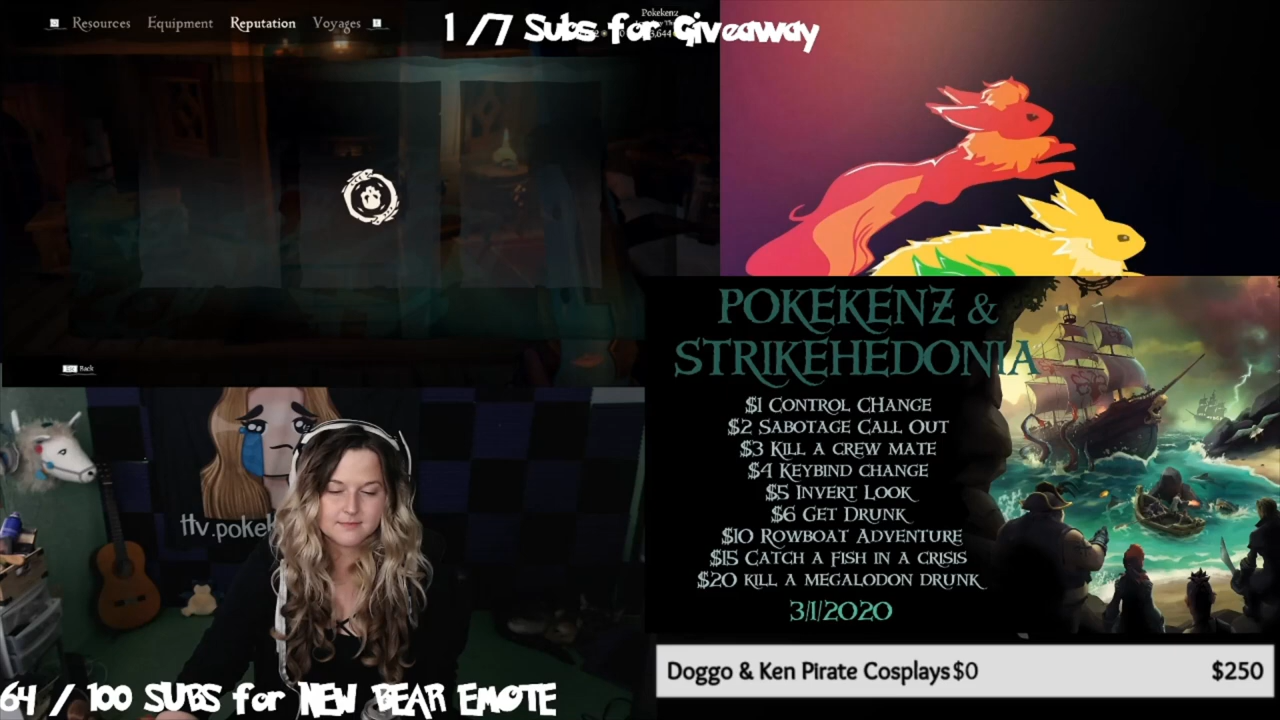 Resources Equipment Reputation Voyages
Pokekenz
1 /7 Subs for Giveaway
Back
POKEKENZ &
STRIKEHEDONIA
$1 CONTROL CHANGE
$2 SABOTAGE CALL OUT
$3 KILL A CREW MATE
$4 KEYBIND CHANGE
$5 INVERT LOOK
$6 GET DRUNK
$10 ROWBOAT ADVENTURE
$15 CATCH A FISH IN A CRISIS
$20 KILL A MEGALODON DRUNK
3/1/2020
ttv.pokek
Doggo & Ken Pirate Cosplays $0 $250
64 / 100 SUBS for NEW BEAR EMOTE